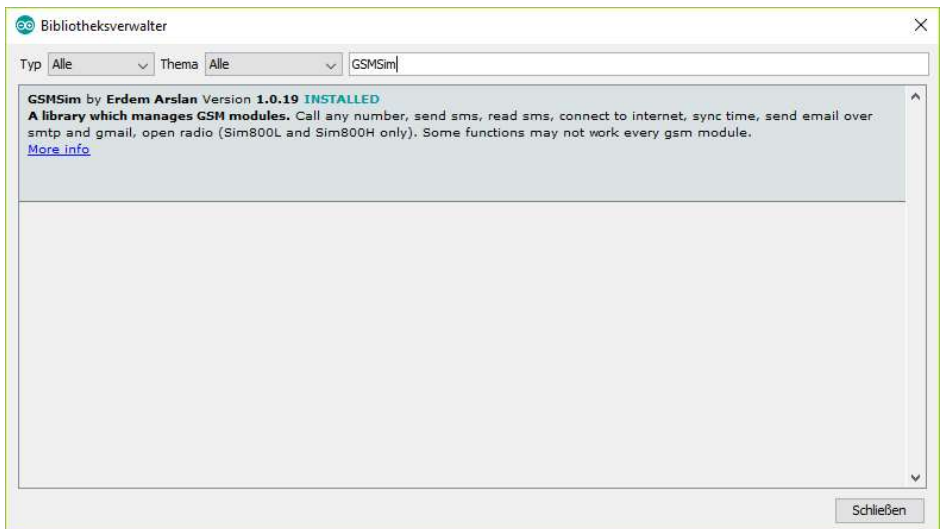 Bibliotheksverwalter
Typ Alle Thema Alle GSMSim
GSMSim by Erdem Arslan Version 1.0.19 INSTALLED
A library which manages GSM modules. Call any number, send sms, read sms, connect to internet, sync time, send email over
smtp and gmail, open radio (Sim800L and Sim800H only). Some functions may not work every gsm module.
More info
Schließen